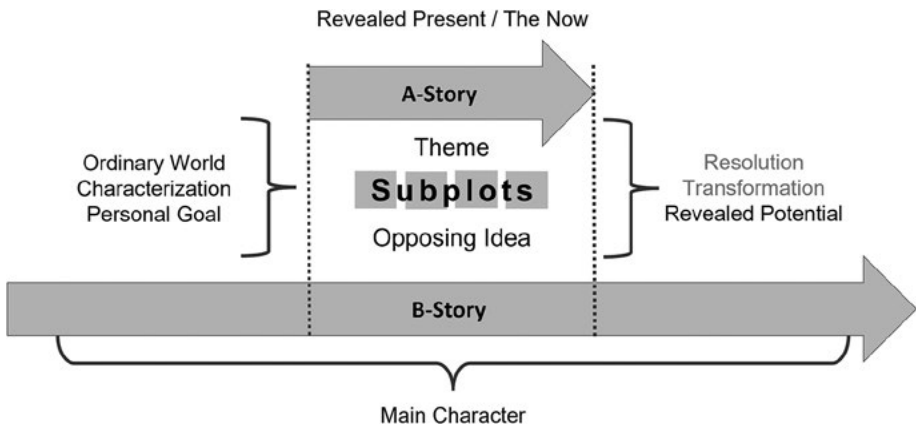 Revealed Present / The Now
A-Story
Ordinary World
Characterization
Personal Goal
Theme
Subplots
Opposing Idea
Resolution
Transformation
Revealed Potential
B-Story
Main Character